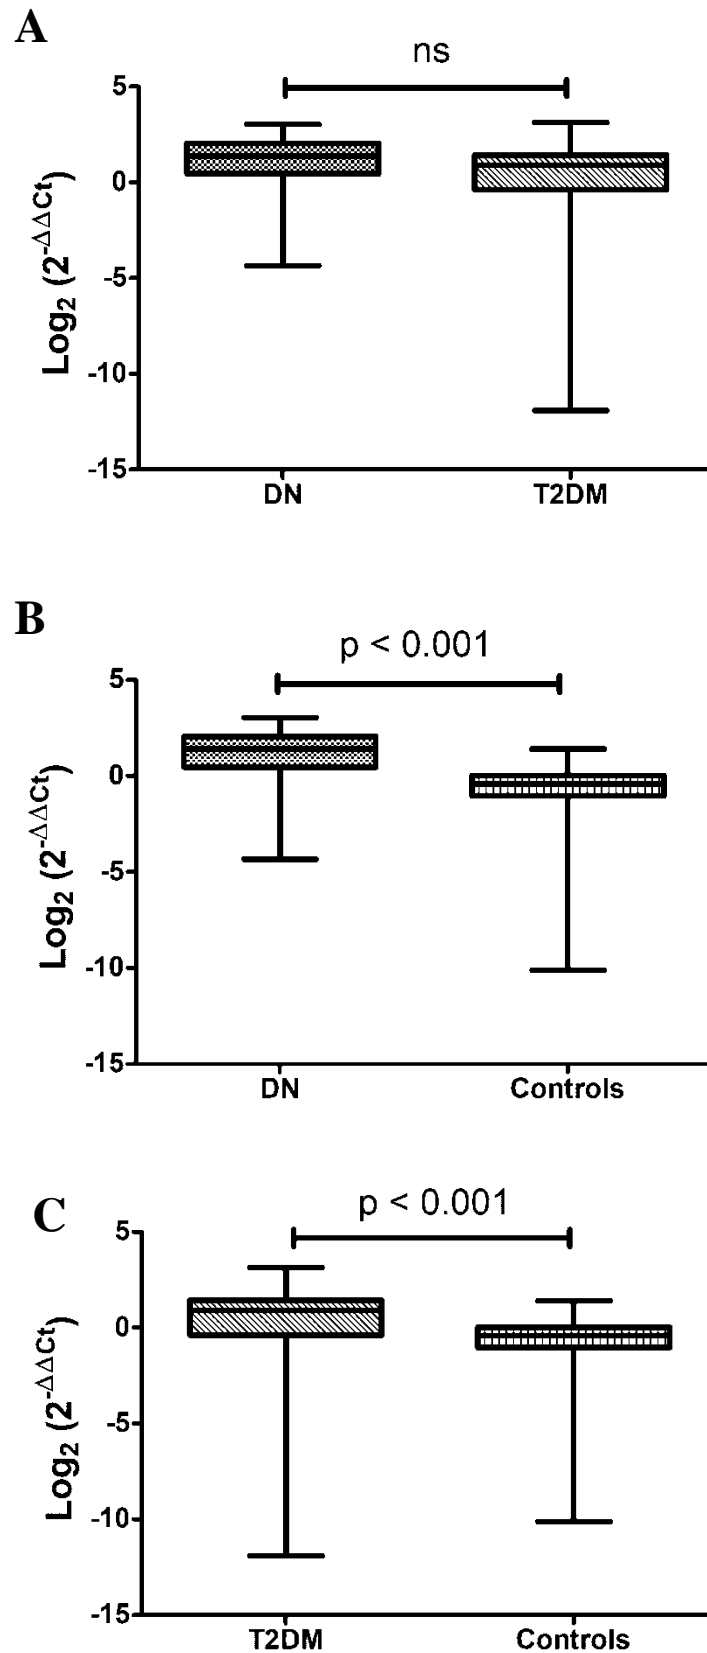 A
ns
Log₂ (2^-ΔΔCt)
5
0
-5
-10
-15
DN T2DM
B
p < 0.001
Log₂ (2^-ΔΔCt)
5
0
-5
-10
-15
DN Controls
C
p < 0.001
Log₂ (2^-ΔΔCt)
5
0
-5
-10
-15
T2DM Controls